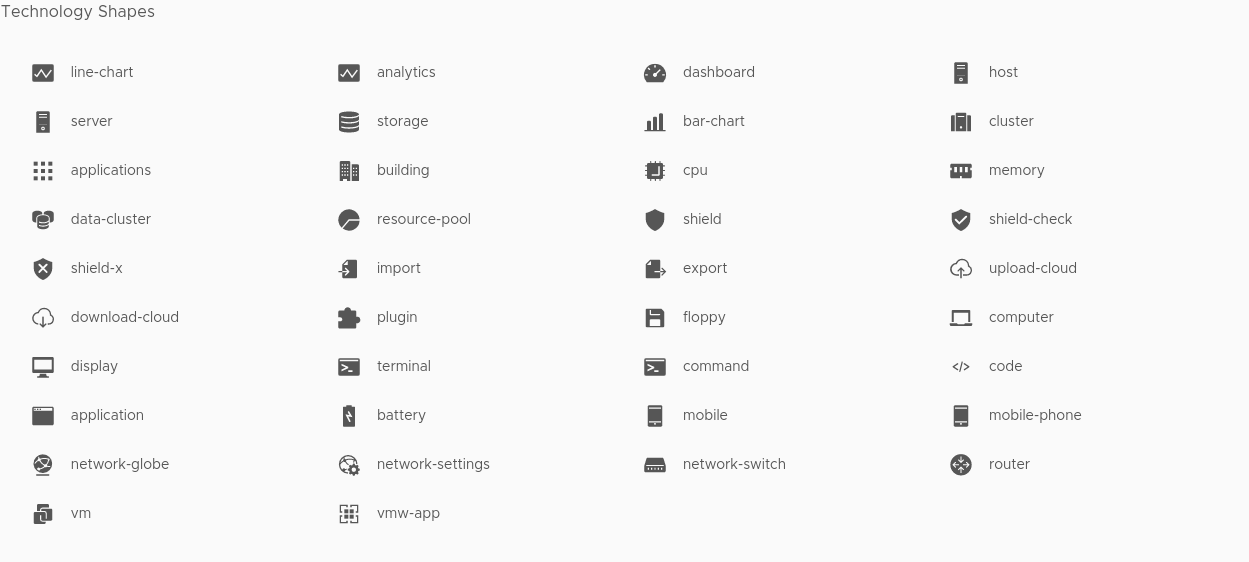 Technology Shapes
line-chart
analytics
dashboard
host
server
storage
bar-chart
cluster
applications
building
cpu
memory
data-cluster
resource-pool
shield
shield-check
shield-x
import
export
upload-cloud
download-cloud
plugin
floppy
computer
display
terminal
command
code
application
battery
mobile
mobile-phone
network-globe
network-settings
network-switch
router
vm
vmw-app